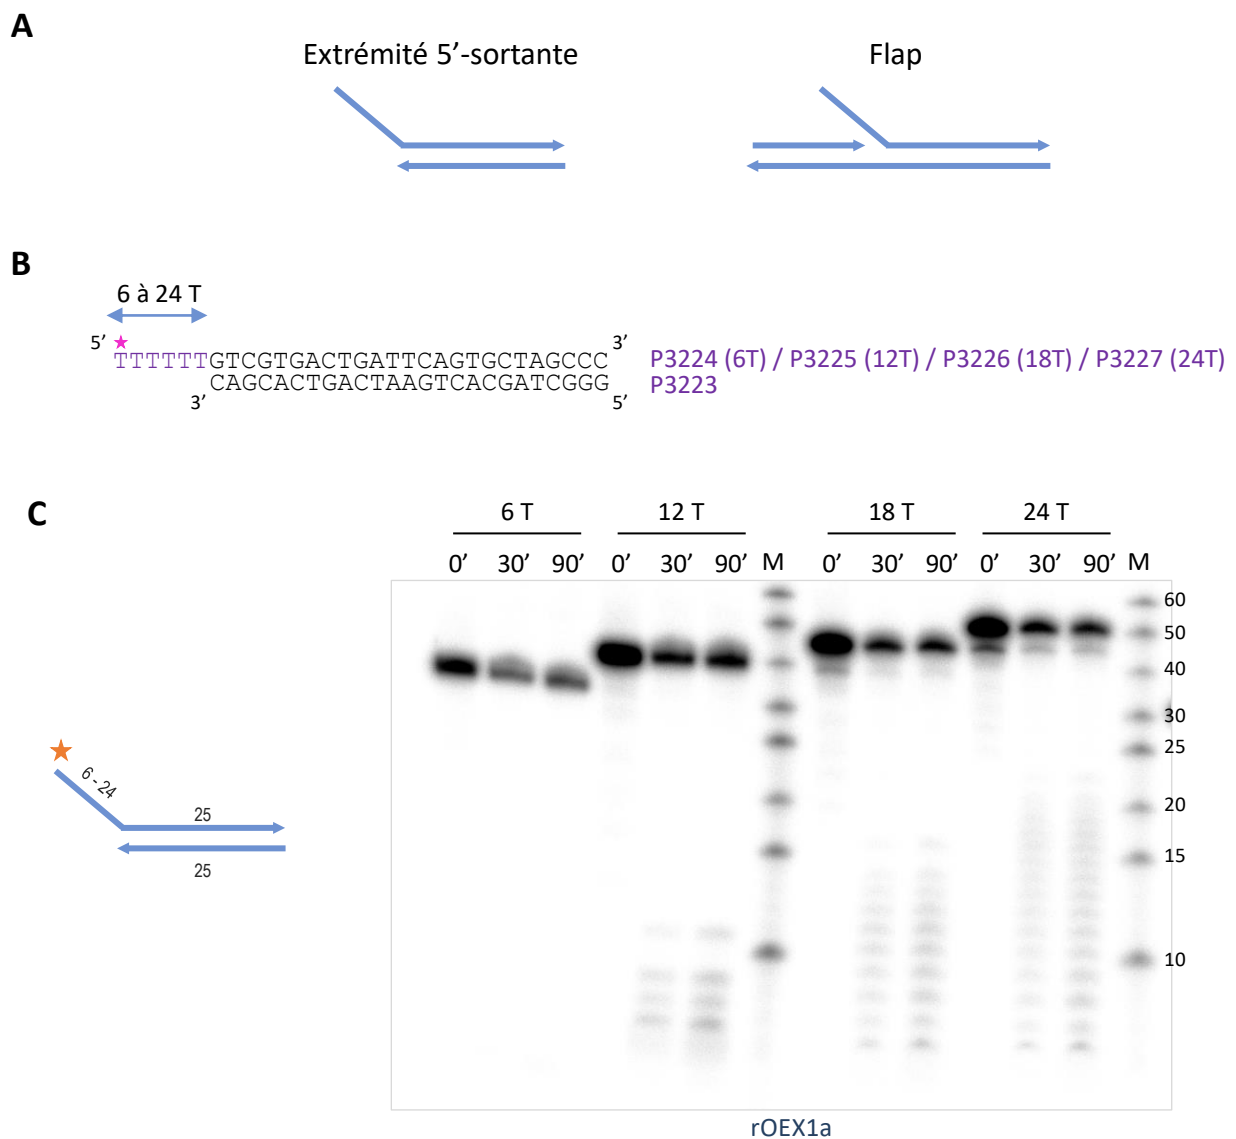 A
Extrémité 5’-sortante
Flap
B
6 à 24 T
5’
3’
TTTTTTGTCGTGACTGATTCAGTGCTAGCCC
P3224 (6T) / P3225 (12T) / P3226 (18T) / P3227 (24T)
CAGCACTGACTAAGTCACGATCGGG
P3223
3’
5’
C
6 T
12 T
18 T
24 T
0’ 30’ 90’ 0’ 30’ 90’ M 0’ 30’ 90’ 0’ 30’ 90’ M
60
50
40
30
25
20
15
10
6 - 24
25
25
rOEX1a